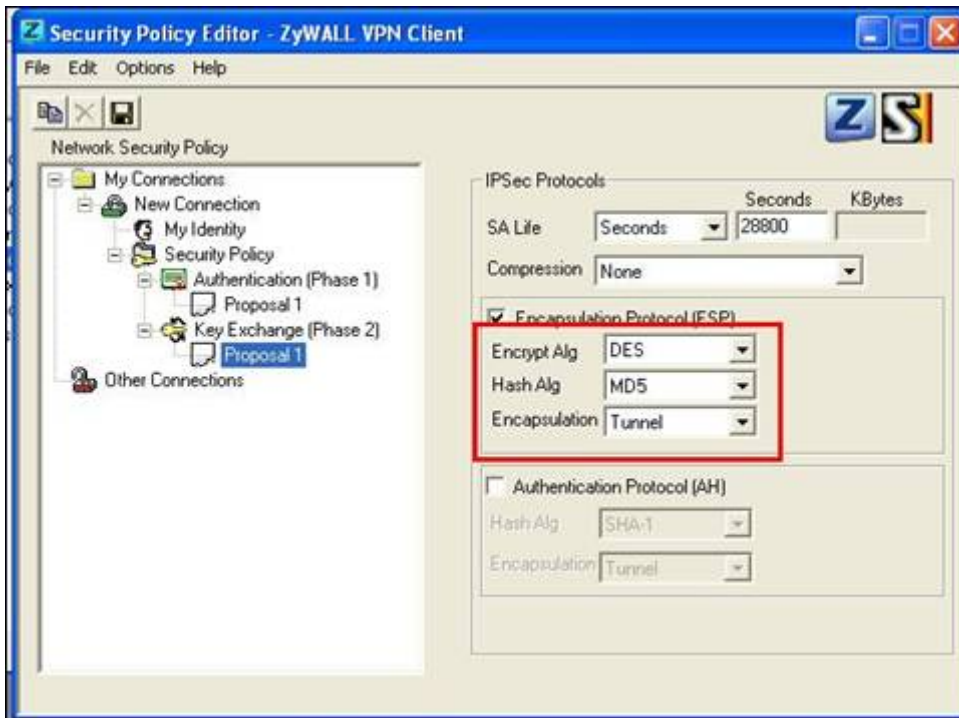 Security Policy Editor - ZyWALL VPN Client
File Edit Options Help
Network Security Policy
My Connections
New Connection
My Identity
Security Policy
Authentication (Phase 1)
Proposal 1
Key Exchange (Phase 2)
Proposal 1
Other Connections
Z S
IPSec Protocols
Seconds KBytes
SA Life Seconds 28800
Compression None
Encapsulation Protocol (ESP)
Encrypt Alg DES
Hash Alg MD5
Encapsulation Tunnel
Authentication Protocol (AH)
Hash Alg SHA-1
Encapsulation Tunnel